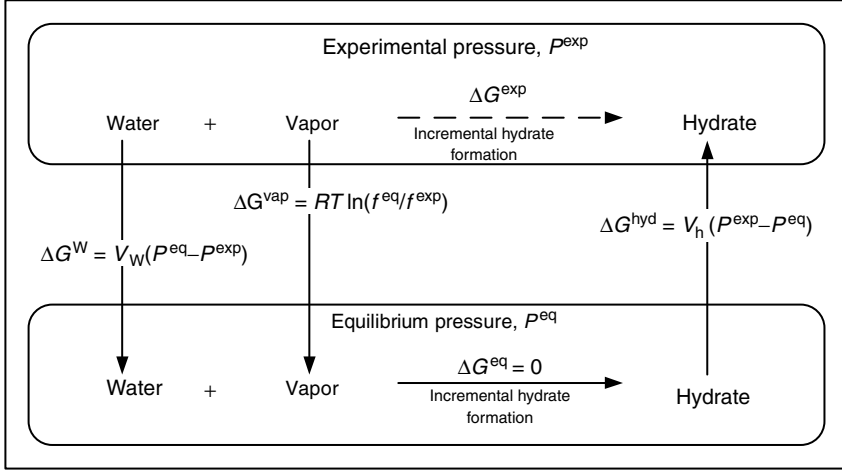 Experimental pressure, P^exp
ΔG^exp
Water + Vapor Hydrate
Incremental hydrate
formation
ΔG^vap = RT ln(f^eq/f^exp)
ΔG^hyd = V_h (P^exp–P^eq)
ΔG^W = V_W(P^eq–P^exp)
Equilibrium pressure, P^eq
ΔG^eq = 0
Water + Vapor Hydrate
Incremental hydrate
formation